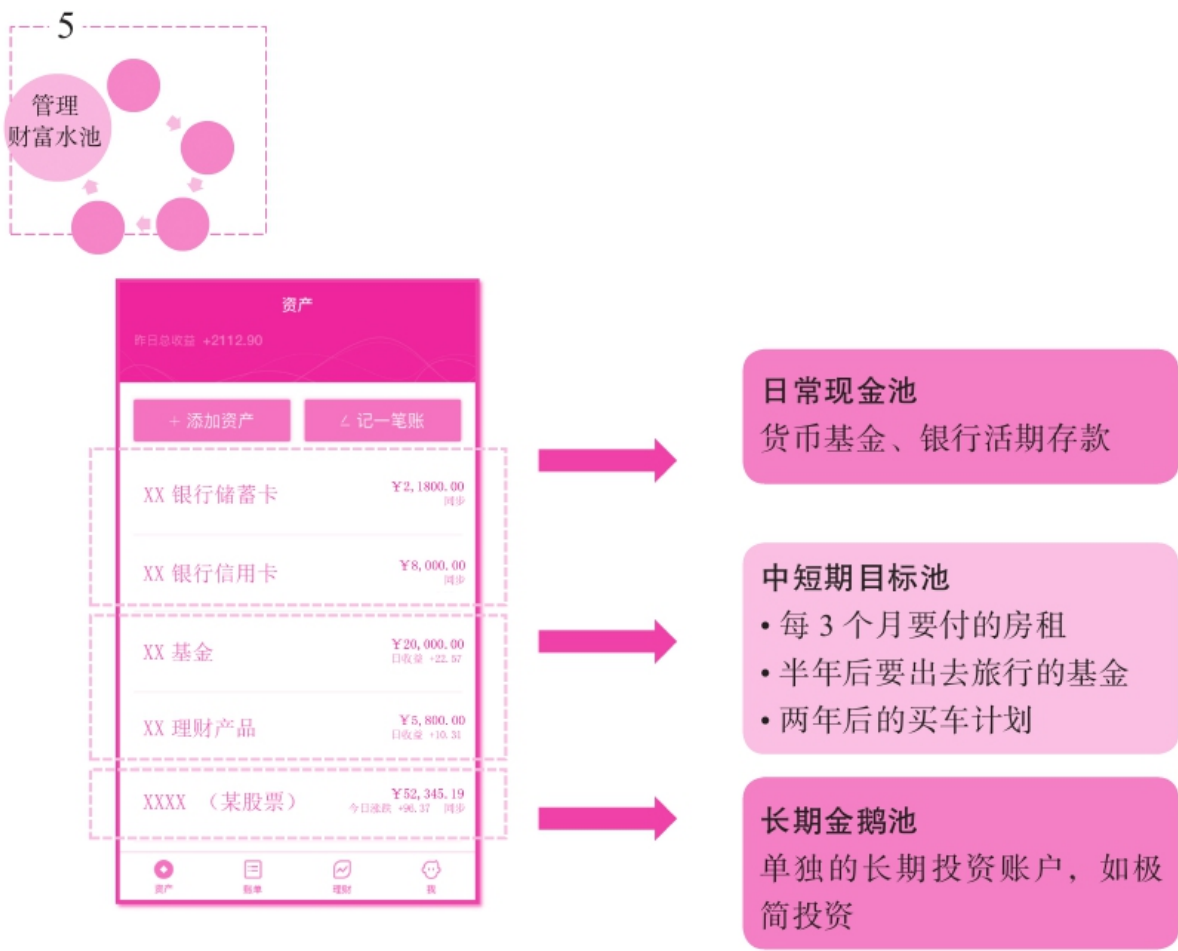 5
管理
财富水池
资产
昨日总收益 +2112.90
+ 添加资产
∠ 记一笔账
XX 银行储蓄卡
¥2,1800.00
同步
XX 银行信用卡
¥8,000.00
同步
XX 基金
¥20,000.00
日收益 +22.57
XX 理财产品
¥5,800.00
日收益 +10.31
XXXX （某股票）
¥52,345.19
今日涨跌 +96.37 同步
资产
账单
理财
我
日常现金池
货币基金、银行活期存款
中短期目标池
• 每 3 个月要付的房租
• 半年后要出去旅行的基金
• 两年后的买车计划
长期金鹅池
单独的长期投资账户，如极
简投资